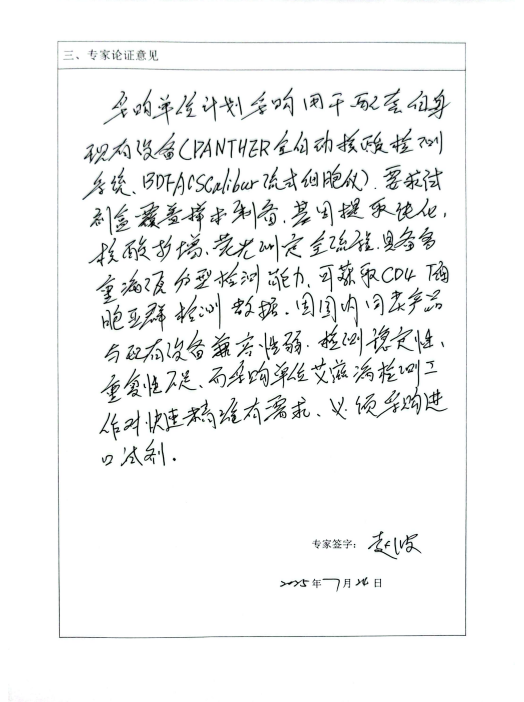 三、专家论证意见
采购单位计划采购用于配套自身
现有设备(PANTHER全自动核酸检测
系统、BDFACSCalibur流式细胞仪).要求试
剂盒覆盖样本制备、基因提取纯化、
核酸扩增、荧光测定全流程.具备多
重病原分型检测能力、可获取CD4 T细
胞亚群检测数据.因国内同类产品
与现有设备兼容性弱.检测稳定性、
重复性不足、而采购单位艾滋病检测工
作对快速精准有需求、必须采购进
口试剂.
专家签字:
2025年7月26日